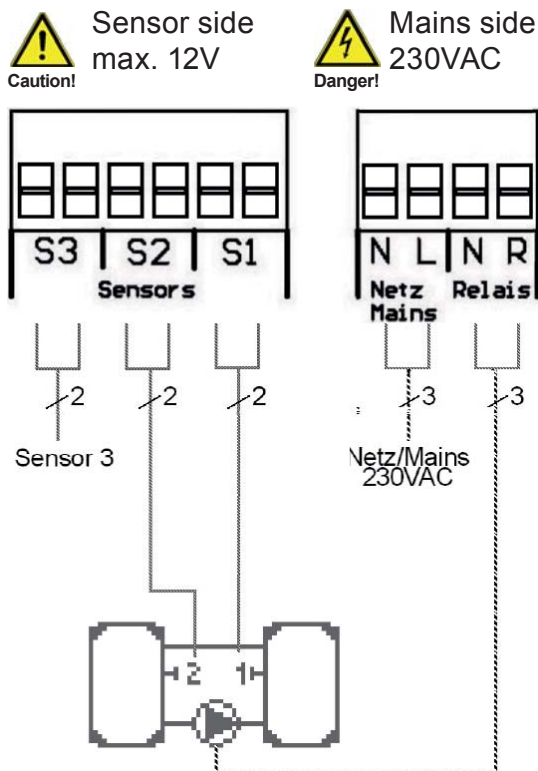 Sensor side
max. 12V
Caution!
Mains side
230VAC
Danger!
S3 S2 S1
Sensors
N L N R
Netz Relais
Mains
2 2 2 3 3
Sensor 3
Netz/Mains
230VAC
2 1